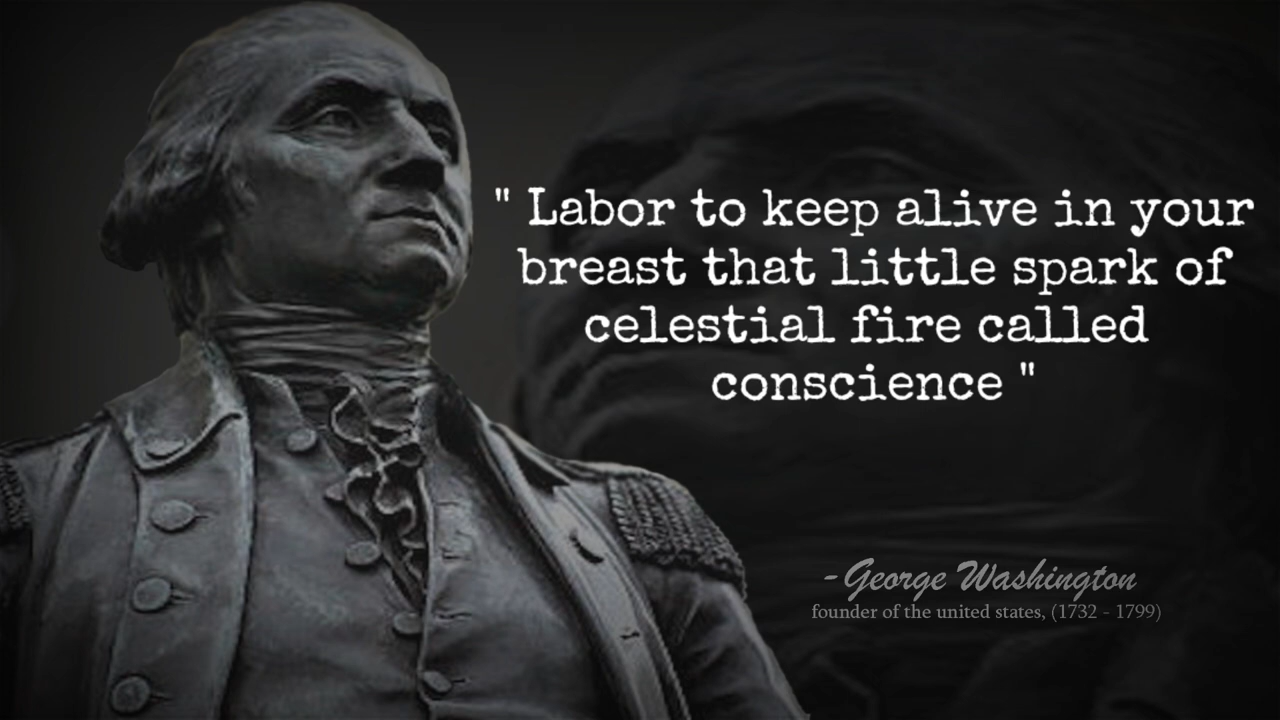 " Labor to keep alive in your
breast that little spark of
celestial fire called
conscience "
-George Washington
founder of the united states, (1732 - 1799)